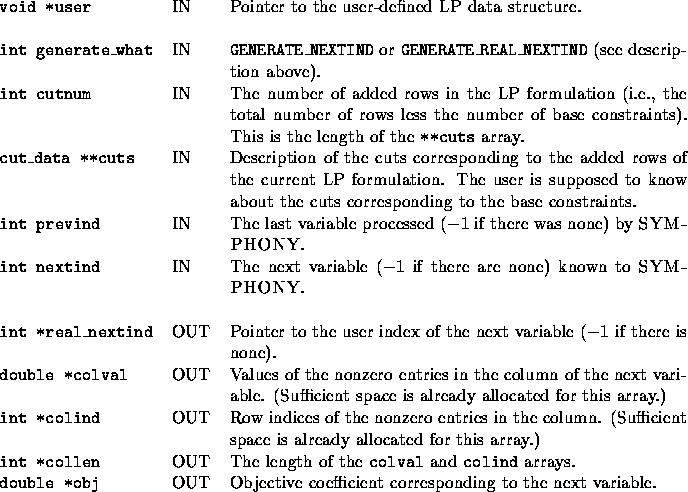 void *user IN Pointer to the user-defined LP data structure.
int generate_what IN GENERATE_NEXTIND or GENERATE_REAL_NEXTIND (see descrip-
tion above).
int cutnum IN The number of added rows in the LP formulation (i.e., the
total number of rows less the number of base constraints).
This is the length of the **cuts array.
cut_data **cuts IN Description of the cuts corresponding to the added rows of
the current LP formulation. The user is supposed to know
about the cuts corresponding to the base constraints.
int prevind IN The last variable processed (−1 if there was none) by SYM-
PHONY.
int nextind IN The next variable (−1 if there are none) known to SYM-
PHONY.
int *real_nextind OUT Pointer to the user index of the next variable (−1 if there is
none).
double *colval OUT Values of the nonzero entries in the column of the next vari-
able. (Sufficient space is already allocated for this array.)
int *colind OUT Row indices of the nonzero entries in the column. (Sufficient
space is already allocated for this array.)
int *collen OUT The length of the colval and colind arrays.
double *obj OUT Objective coefficient corresponding to the next variable.